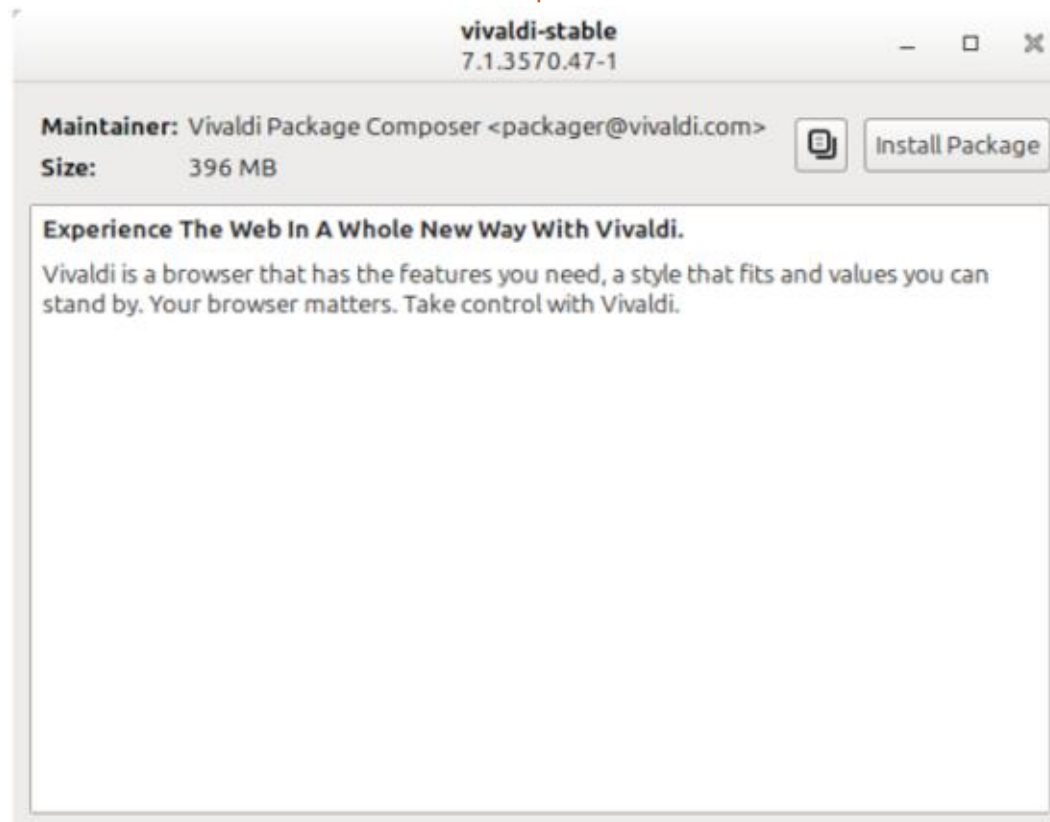 vivaldi-stable
7.1.3570.47-1
Maintainer: Vivaldi Package Composer <packager@vivaldi.com>
Install Package
Size: 396 MB
Experience The Web In A Whole New Way With Vivaldi.
Vivaldi is a browser that has the features you need, a style that fits and values you can
stand by. Your browser matters. Take control with Vivaldi.